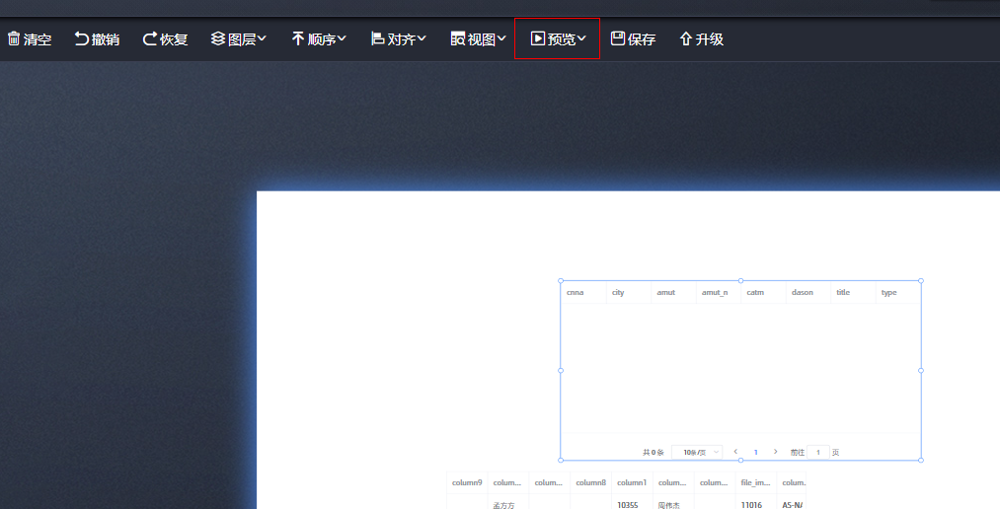 清空 撤销 恢复 图层 顺序 对齐 视图 预览 保存 升级
cnna city amut amut_n catm dason title type
共 0 条 10条/页 1 前往 1 页
column9 colum... colum... column8 column1 colum... colum... file_im... colum.
孟方方 10355 周伟杰 11016 AS-N/